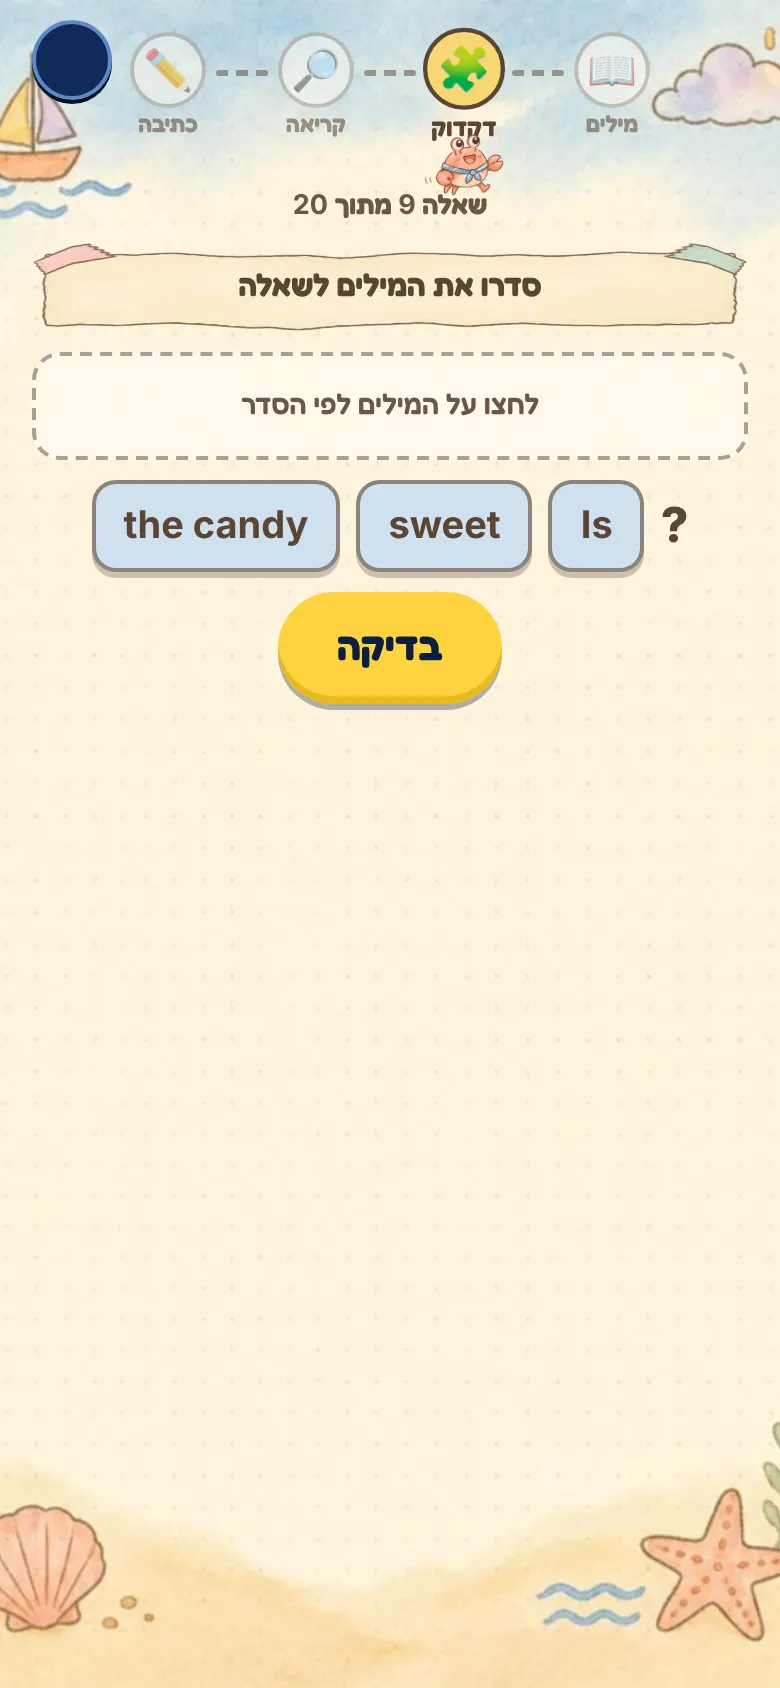 מילים
דקדוק
קריאה
כתיבה
שאלה 9 מתוך 20
סדרו את המילים לשאלה
לחצו על המילים לפי הסדר
the candy sweet Is ?
בדיקה